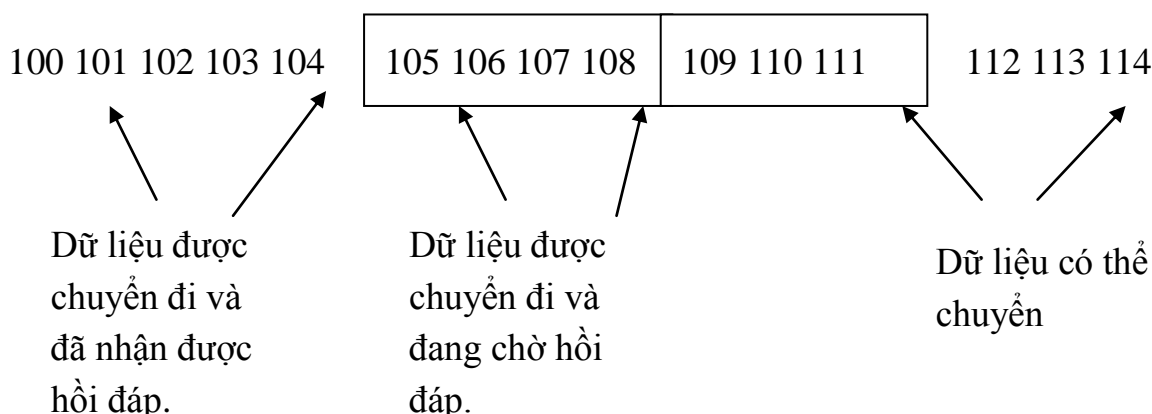 100 101 102 103 104 105 106 107 108 109 110 111 112 113 114
Dữ liệu được
chuyển đi và
đã nhận được
hồi đáp.
Dữ liệu được
chuyển đi và
đang chờ hồi
đáp.
Dữ liệu có thể
chuyển